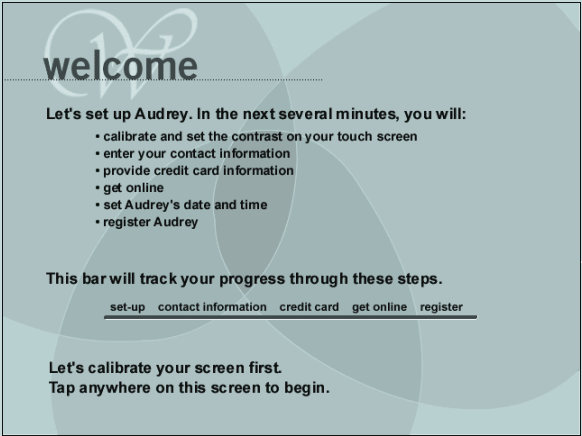 welcome
Let's set up Audrey. In the next several minutes, you will:
• calibrate and set the contrast on your touch screen
• enter your contact information
• provide credit card information
• get online
• set Audrey's date and time
• register Audrey
This bar will track your progress through these steps.
set-up contact information credit card get online register
Let's calibrate your screen first.
Tap anywhere on this screen to begin.